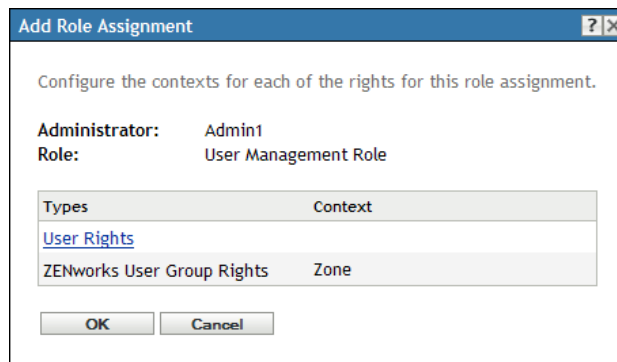 Add Role Assignment ? X
Configure the contexts for each of the rights for this role assignment.
Administrator: Admin1
Role: User Management Role
Types Context
User Rights
ZENworks User Group Rights Zone
OK Cancel